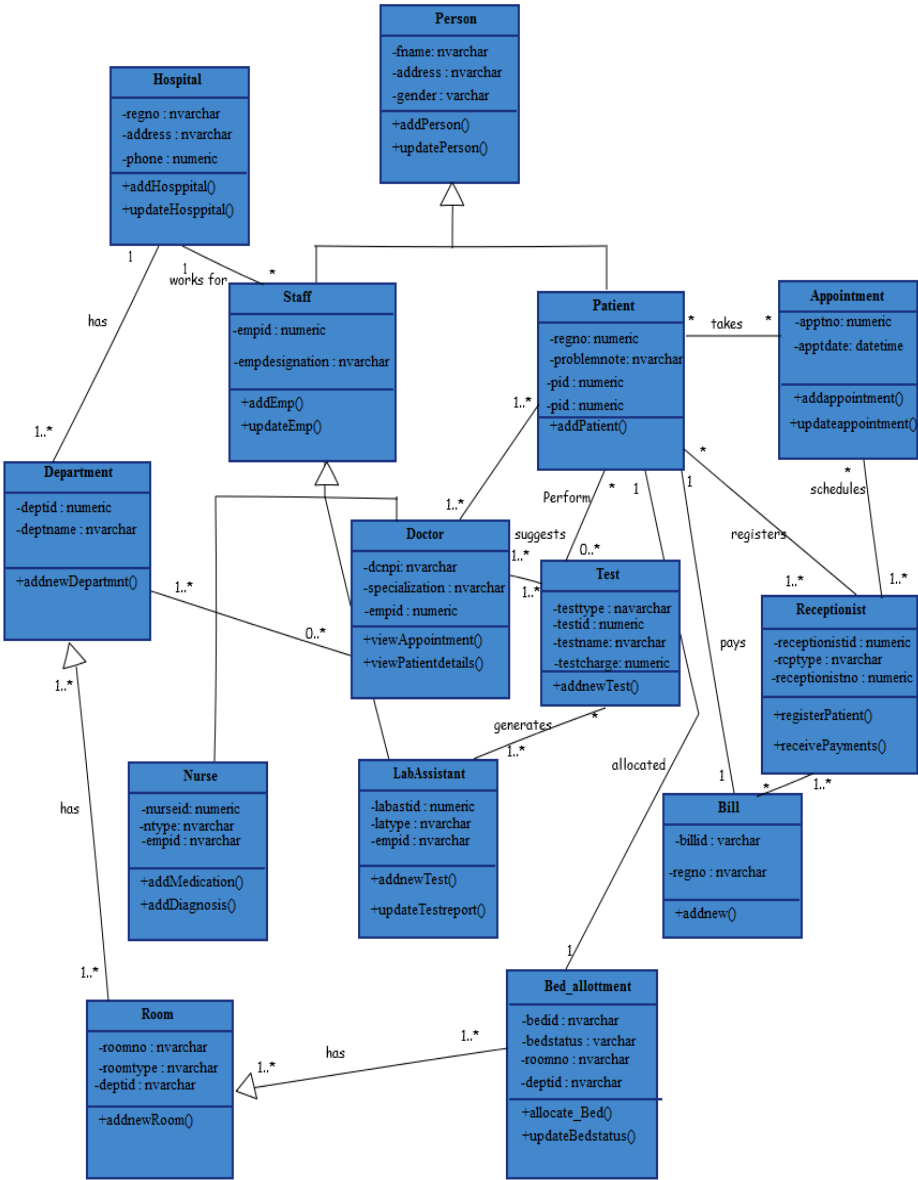 Person
-fname: nvarchar
-address : nvarchar
-gender : varchar
+addPerson()
+updatePerson()
Hospital
-regno : nvarchar
-address : nvarchar
-phone : numeric
+addHosppital()
+updateHosppital()
1
1
works for
*
has
1..*
Staff
-empid : numeric
-empdesignation : nvarchar
+addEmp()
+updateEmp()
Patient
-regno: numeric
-problemnote: nvarchar
-pid : numeric
-pid : numeric
+addPatient()
*
takes
*
Appointment
-apptno: numeric
-apptdate: datetime
+addappointment()
+updateappointment()
1..*
1..*
Perform
*
0..*
1
1
*
registers
1..*
*
schedules
1..*
Department
-deptid : numeric
-deptname : nvarchar
+addnewDepartmnt()
1..*
0..*
Doctor
-dcnpi: nvarchar
-specialization : nvarchar
-empid : numeric
+viewAppointment()
+viewPatientdetails()
suggests
1..*
1..*
Test
-testtype : navarchar
-testid : numeric
-testname: nvarchar
-testcharge: numeric
+addnewTest()
Receptionist
-receptionistid : numeric
-rcptype : nvarchar
-receptionistno : numeric
+registerPatient()
+receivePayments()
pays
1
1..*
*
generates
*
1..*
allocated
1
1..*
has
1..*
Nurse
-nurseid: numeric
-ntype: nvarchar
-empid : nvarchar
+addMedication()
+addDiagnosis()
LabAssistant
-labastid : numeric
-latype : nvarchar
-empid : nvarchar
+addnewTest()
+updateTestreport()
Bill
-billid : varchar
-regno : nvarchar
+addnew()
Room
-roomno : nvarchar
-roomtype : nvarchar
-deptid : nvarchar
+addnewRoom()
1..*
has
1..*
Bed_allottment
-bedid : nvarchar
-bedstatus : varchar
-roomno : nvarchar
-deptid : nvarchar
+allocate_Bed()
+updateBedstatus()